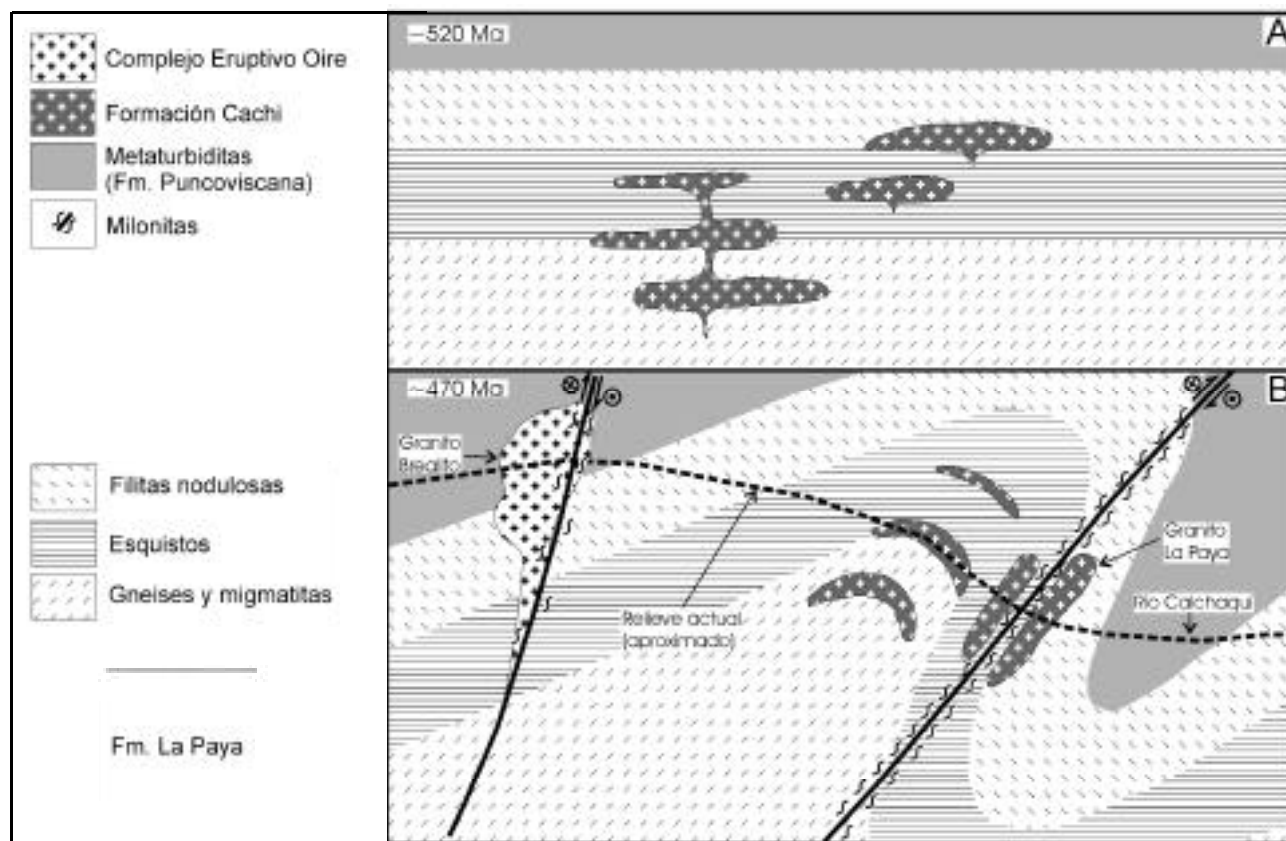 Complejo Eruptivo Oire
Formación Cachi
Metaturbiditas
(Fm. Puncoviscana)
Milonitas
Filitas nodulosas
Esquistos
Gneises y migmatitas
Fm. La Paya
~520 Ma
A
~470 Ma
B
Granito
Brealito
Relieve actual
(aproximado)
Granito
La Paya
Río Calchaquí